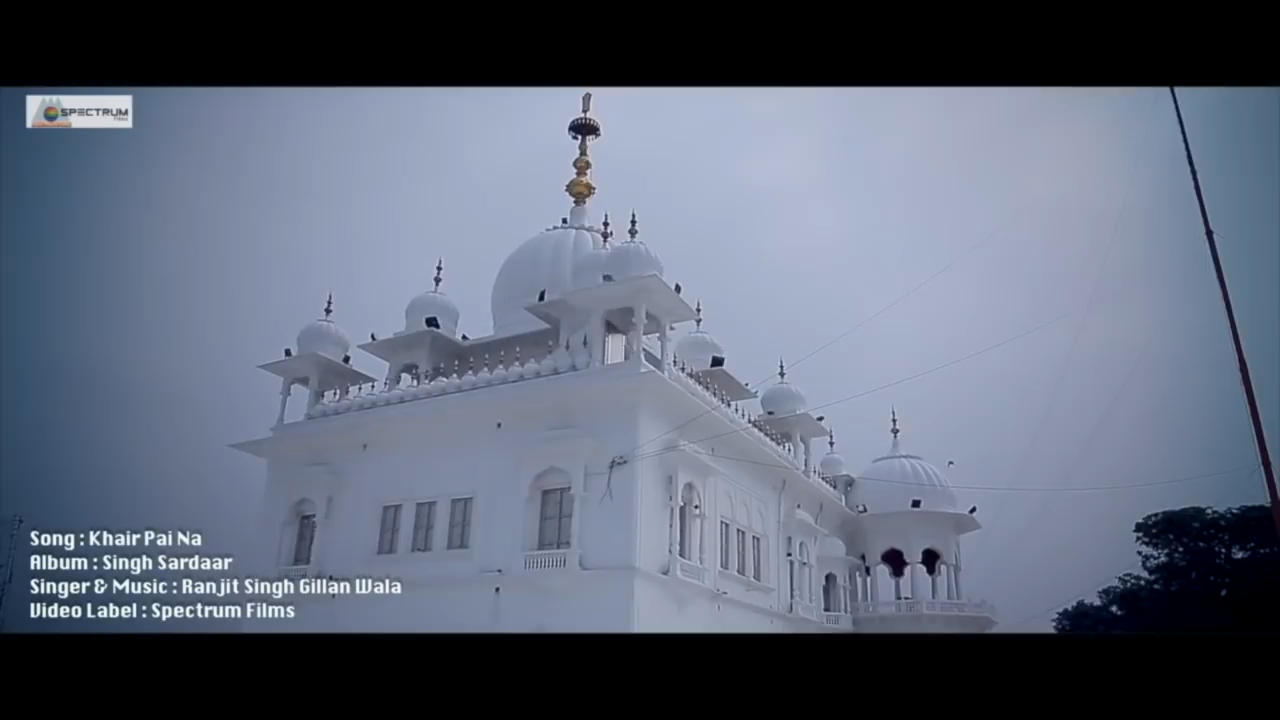 SPECTRUM
Song : Khair Pai Na
Album : Singh Sardaar
Singer & Music : Ranjit Singh Gillan Wala
Video Label : Spectrum Films